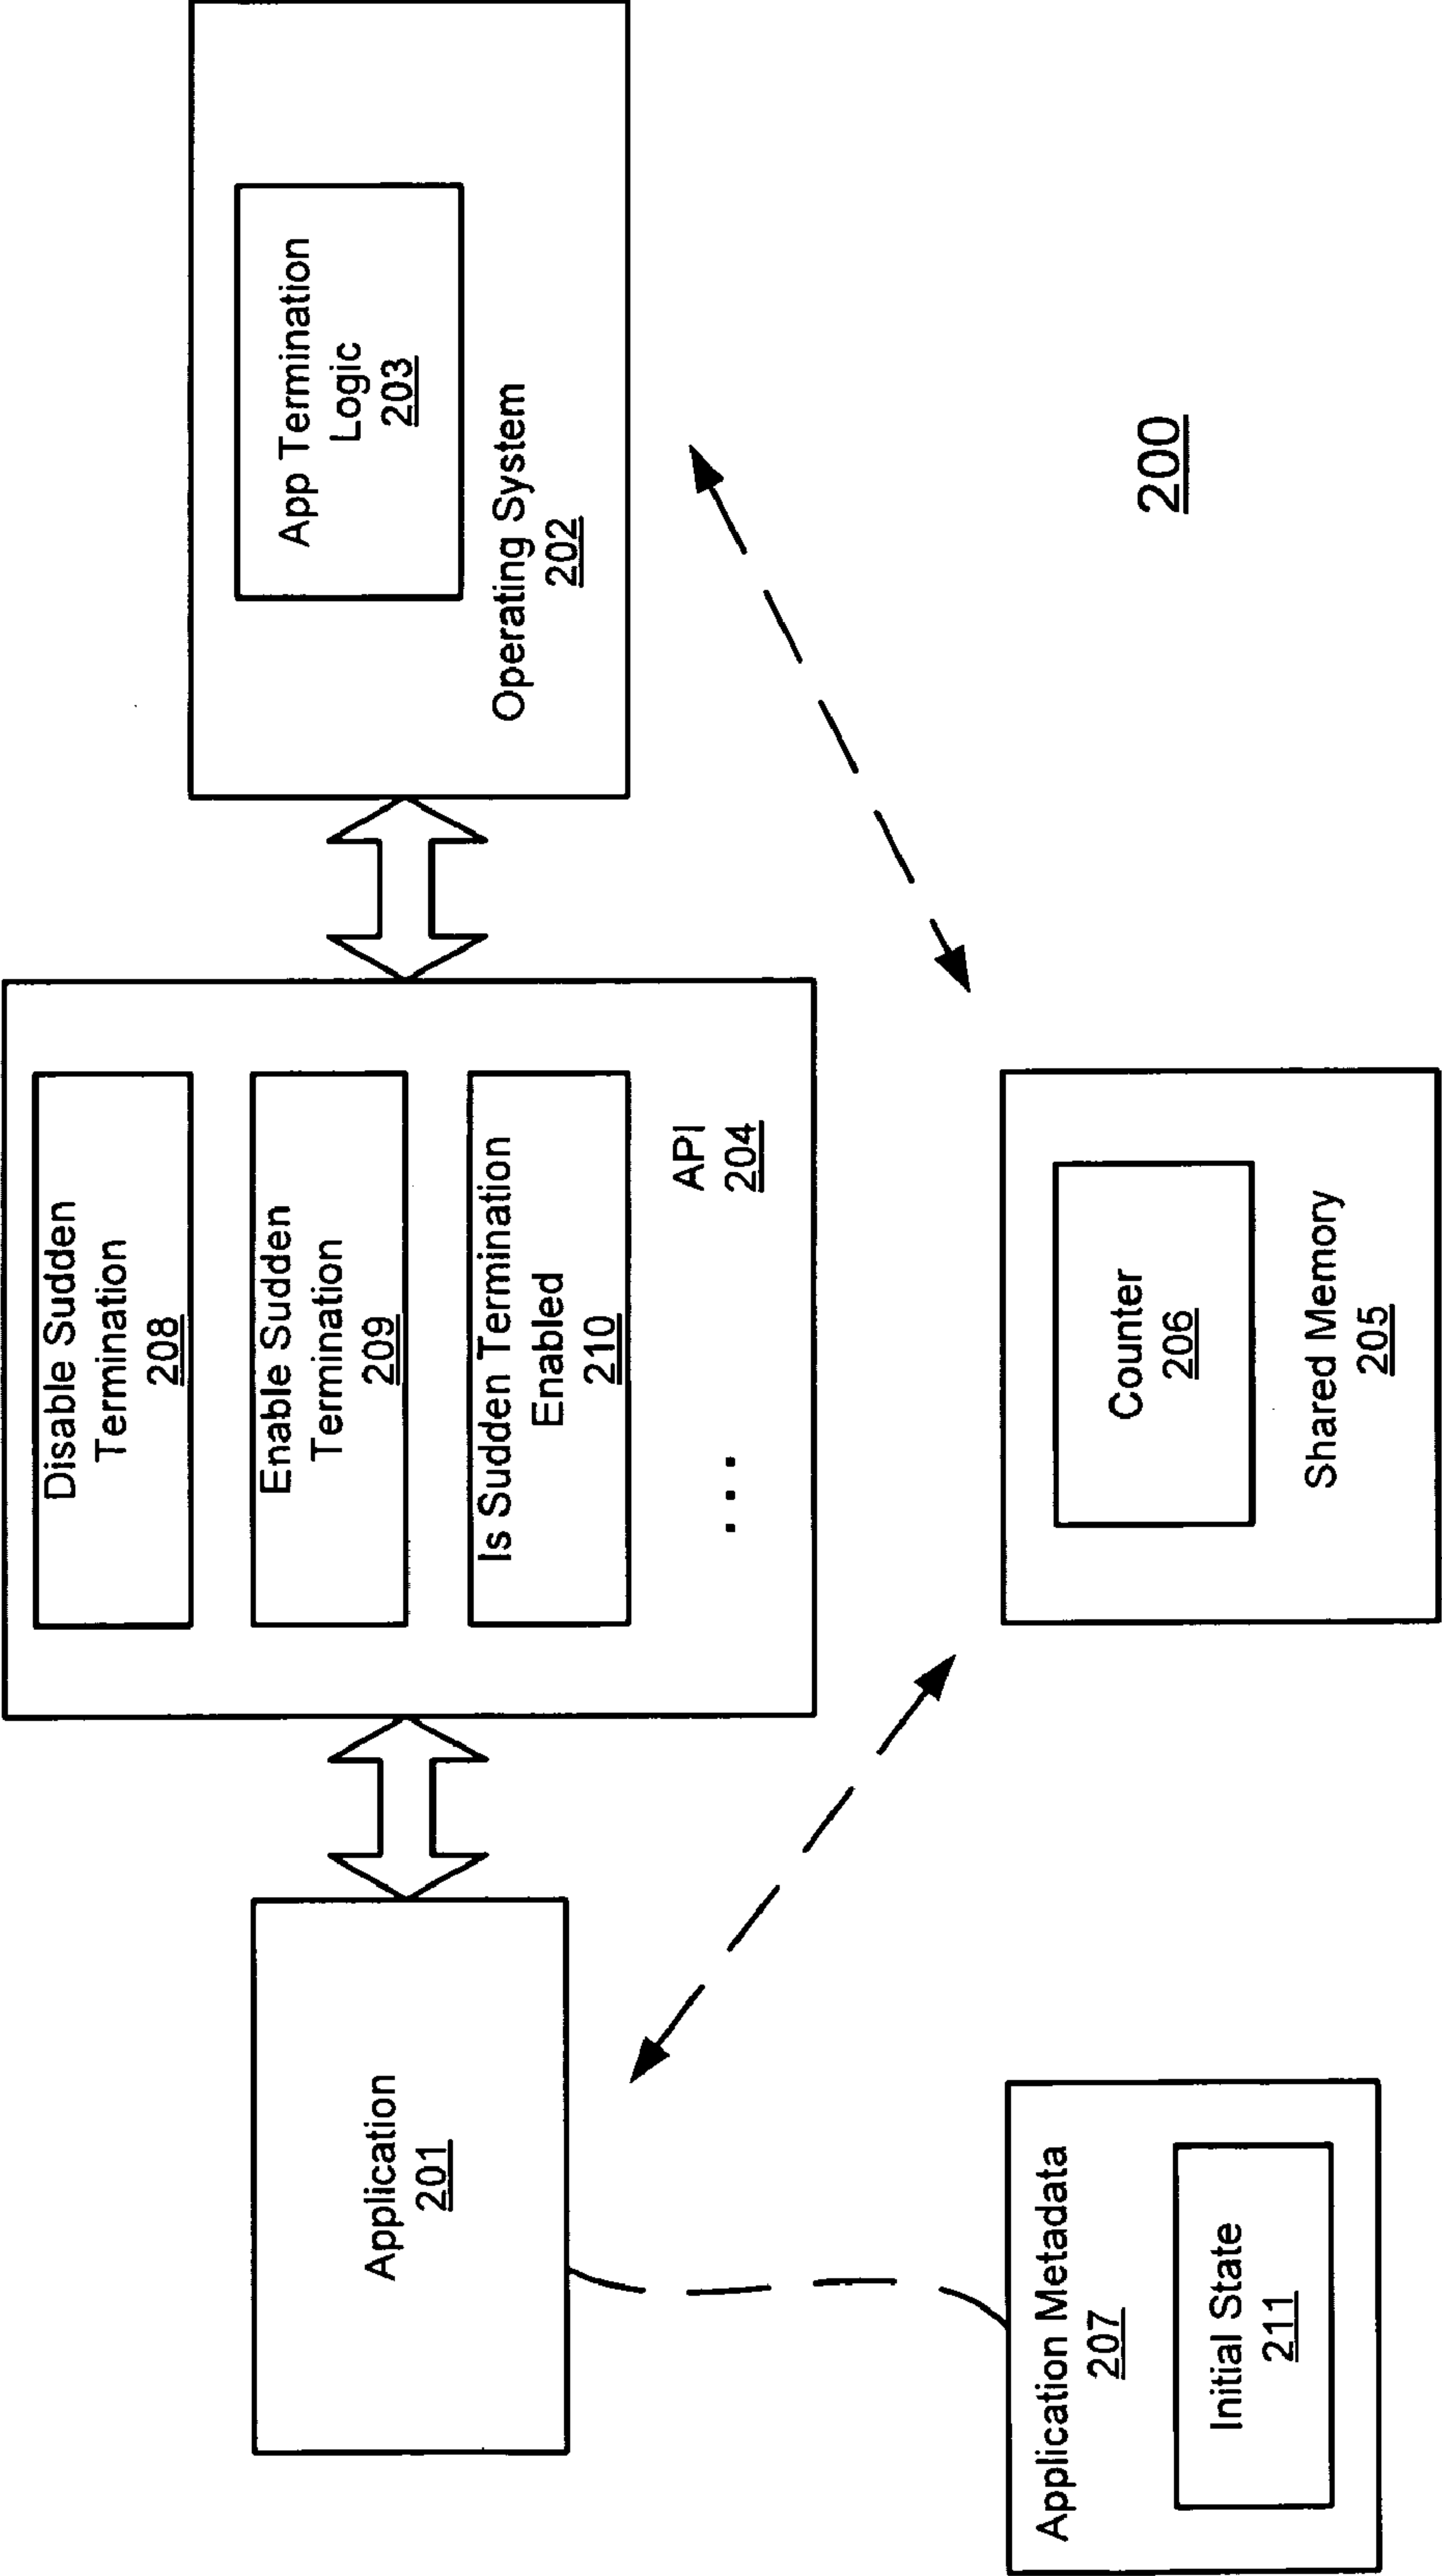 Disable Sudden
Termination
208
Enable Sudden
Termination
209
Is Sudden Termination
Enabled
210
. . .
API
204
Application
201
App Termination
Logic
203
Operating System
202
Application Metadata
207
Initial State
211
Counter
206
Shared Memory
205
200